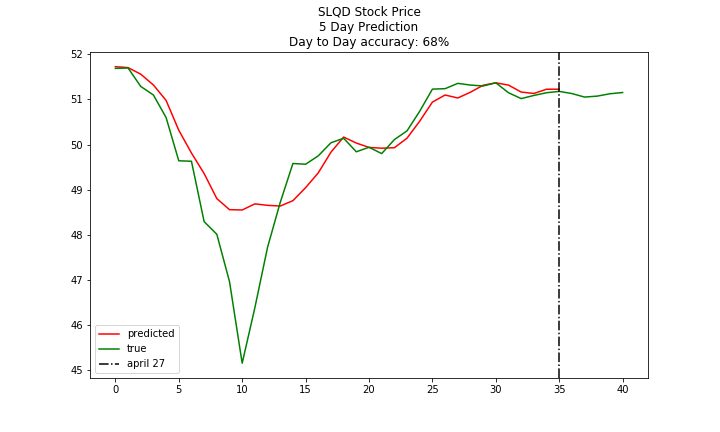 SLQD Stock Price
5 Day Prediction
Day to Day accuracy: 68%
52
51
50
49
48
47
46
45
predicted
true
april 27
0 5 10 15 20 25 30 35 40